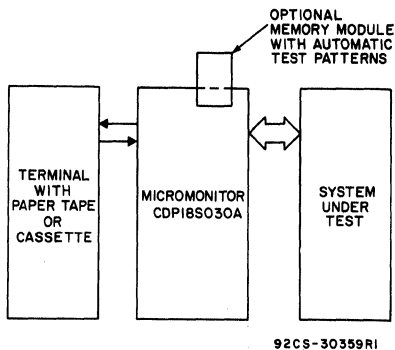 OPTIONAL
MEMORY MODULE
WITH AUTOMATIC
TEST PATTERNS
TERMINAL
WITH
PAPER TAPE
OR
CASSETTE
MICROMONITOR
CDP18S030A
SYSTEM
UNDER
TEST
92CS-30359R1